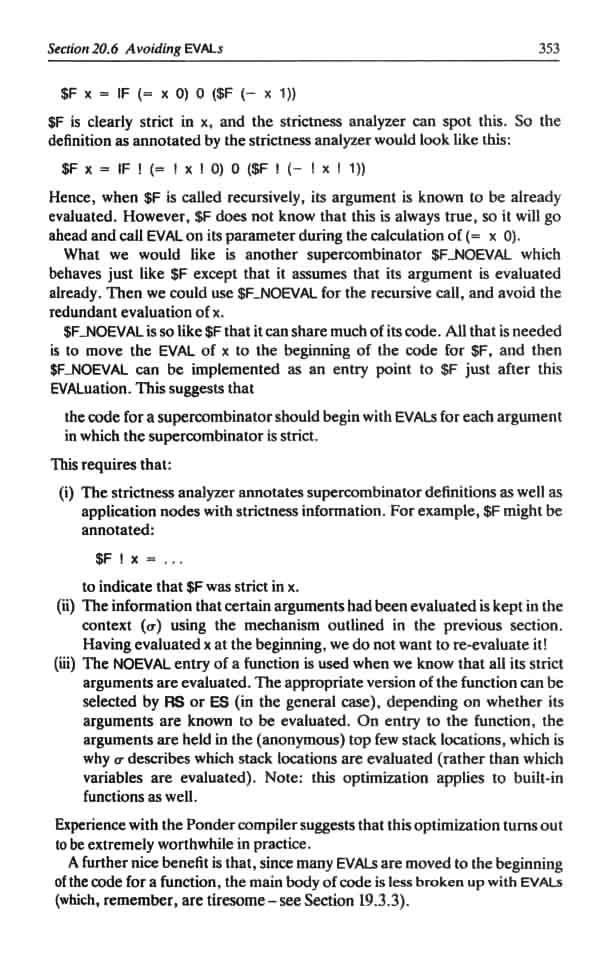 Section 20.6 Avoiding EVALs 353
$F x = IF (= x 0) 0 ($F (− x 1))
$F is clearly strict in x, and the strictness analyzer can spot this. So the
definition as annotated by the strictness analyzer would look like this:
$F x = IF ! (= ! x ! 0) 0 ($F ! (− ! x ! 1))
Hence, when $F is called recursively, its argument is known to be already
evaluated. However, $F does not know that this is always true, so it will go
ahead and call EVAL on its parameter during the calculation of (= x 0).
What we would like is another supercombinator $F_NOEVAL which
behaves just like $F except that it assumes that its argument is evaluated
already. Then we could use $F_NOEVAL for the recursive call, and avoid the
redundant evaluation of x.
$F_NOEVAL is so like $F that it can share much of its code. All that is needed
is to move the EVAL of x to the beginning of the code for $F, and then
$F_NOEVAL can be implemented as an entry point to $F just after this
EVALuation. This suggests that
the code for a supercombinator should begin with EVALs for each argument
in which the supercombinator is strict.
This requires that:
(i) The strictness analyzer annotates supercombinator definitions as well as
application nodes with strictness information. For example, $F might be
annotated:
$F ! x = ...
to indicate that $F was strict in x.
(ii) The information that certain arguments had been evaluated is kept in the
context (σ) using the mechanism outlined in the previous section.
Having evaluated x at the beginning, we do not want to re-evaluate it!
(iii) The NOEVAL entry of a function is used when we know that all its strict
arguments are evaluated. The appropriate version of the function can be
selected by RS or ES (in the general case), depending on whether its
arguments are known to be evaluated. On entry to the function, the
arguments are held in the (anonymous) top few stack locations, which is
why σ describes which stack locations are evaluated (rather than which
variables are evaluated). Note: this optimization applies to built-in
functions as well.
Experience with the Ponder compiler suggests that this optimization turns out
to be extremely worthwhile in practice.
A further nice benefit is that, since many EVALs are moved to the beginning
of the code for a function, the main body of code is less broken up with EVALs
(which, remember, are tiresome – see Section 19.3.3).